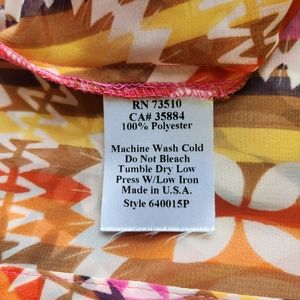 RN 73510
CA# 35884
100% Polyester
Machine Wash Cold
Do Not Bleach
Tumble Dry Low
Press W/Low Iron
Made in U.S.A.
Style 640015P